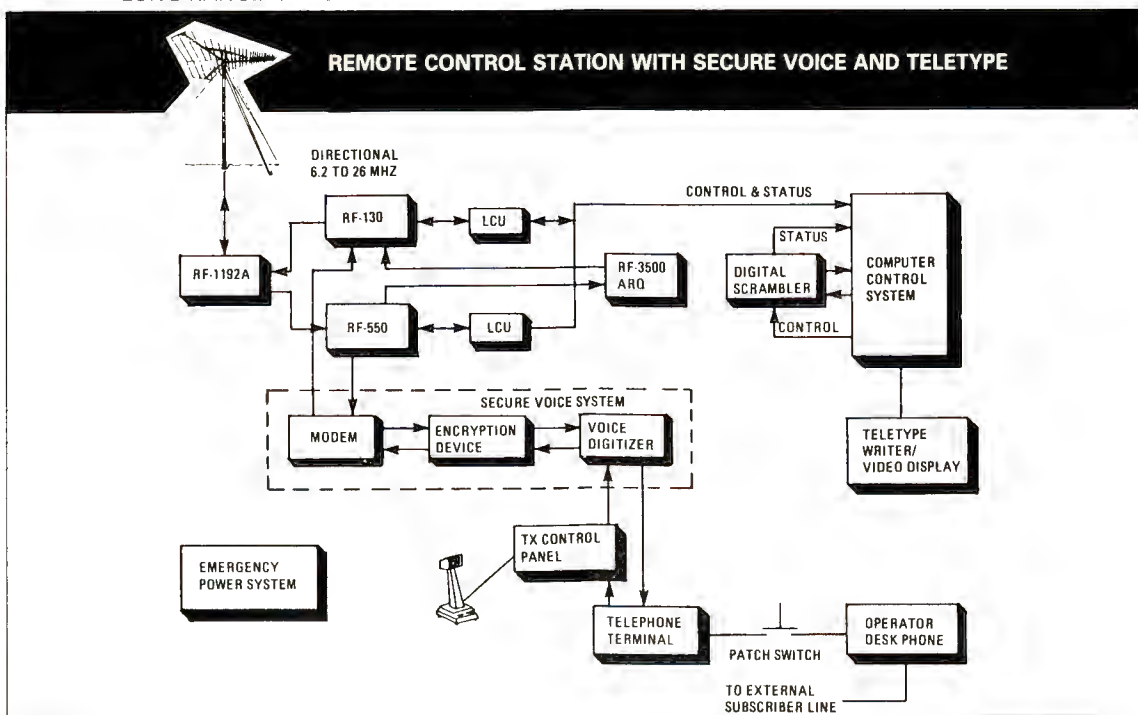 REMOTE CONTROL STATION WITH SECURE VOICE AND TELETYPE
DIRECTIONAL
6.2 TO 26 MHZ
CONTROL & STATUS
RF-130
LCU
STATUS
RF-1192A
RF-3500
ARQ
DIGITAL
SCRAMBLER
COMPUTER
CONTROL
SYSTEM
RF-550
LCU
CONTROL
SECURE VOICE SYSTEM
MODEM
ENCRYPTION
DEVICE
VOICE
DIGITIZER
TELETYPE
WRITER/
VIDEO DISPLAY
TX CONTROL
PANEL
EMERGENCY
POWER SYSTEM
TELEPHONE
TERMINAL
PATCH SWITCH
OPERATOR
DESK PHONE
TO EXTERNAL
SUBSCRIBER LINE